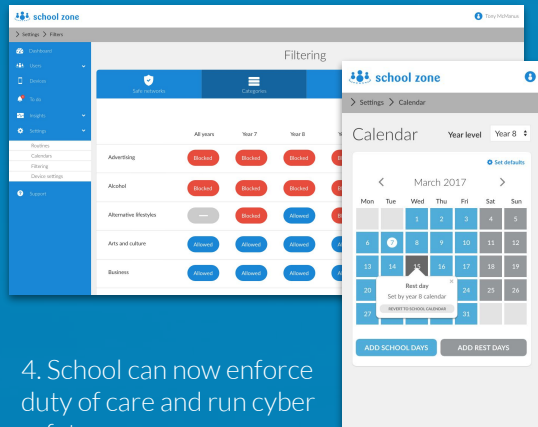 school zone
Tony McManus
Settings > Filters
Dashboard
Users
Devices
To do
Insights
Settings
Routines
Calendars
Filtering
Device settings
Support
Filtering
Safe networks
Categories
All years Year 7 Year 8
Advertising Blocked Blocked Blocked
Alcohol Blocked Blocked Blocked
Alternative lifestyles — Blocked Allowed
Arts and culture Allowed Allowed Allowed
Business Allowed Allowed Allowed
school zone
Settings > Calendar
Calendar Year level Year 8
Set defaults
< March 2017 >
Mon Tue Wed Thu Fri Sat Sun
1 2 3 4 5
6 7 8 9 10 11 12
13 14 15 16 17 18 19
20 24 25 26
27 31
Rest day
Set by year 8 calendar
REVERT TO SCHOOL CALENDAR
ADD SCHOOL DAYS ADD REST DAYS
4. School can now enforce
duty of care and run cyber